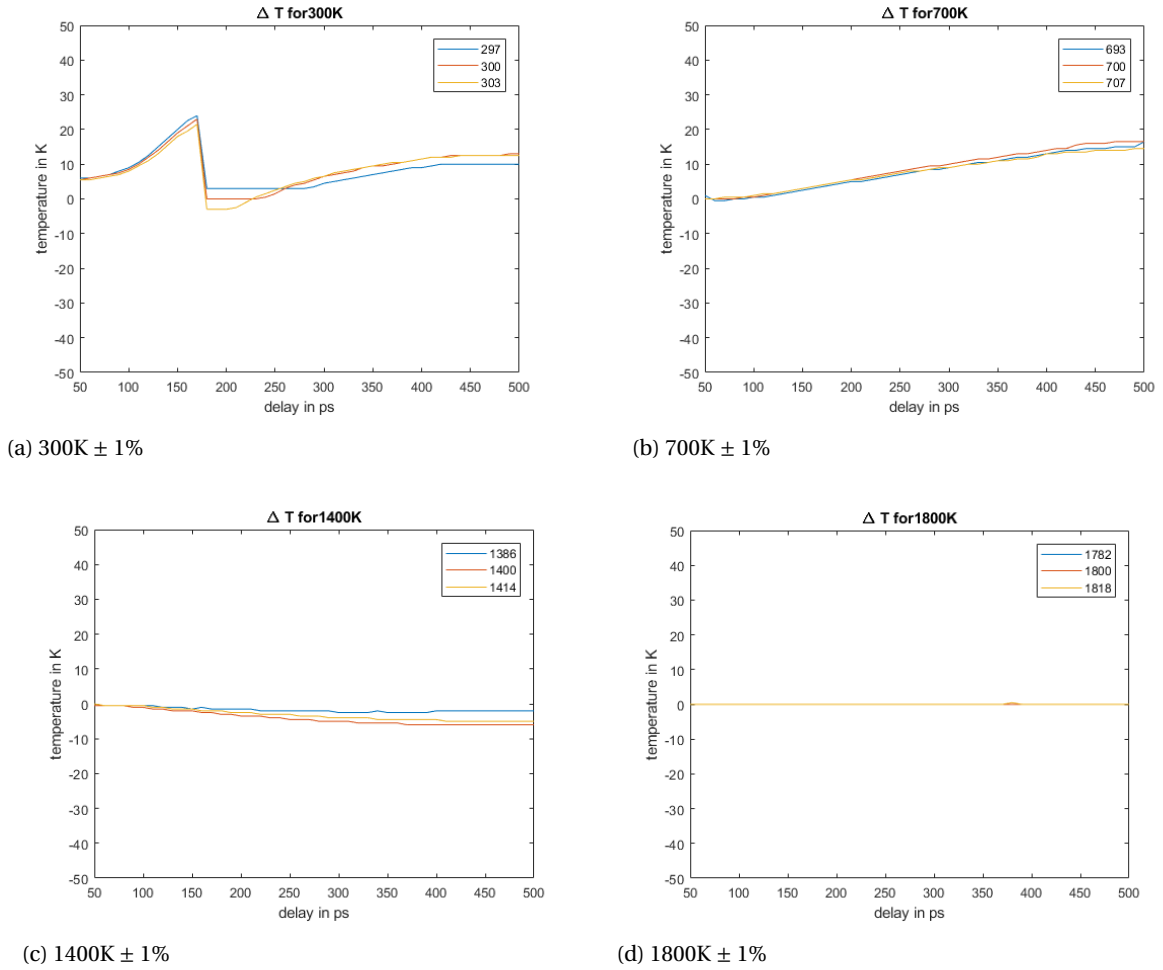 Δ T for300K
50
40
30
20
10
0
-10
-20
-30
-40
-50
temperature in K
297
300
303
50 100 150 200 250 300 350 400 450 500
delay in ps
(a) 300K ± 1%
Δ T for700K
50
40
30
20
10
0
-10
-20
-30
-40
-50
temperature in K
693
700
707
50 100 150 200 250 300 350 400 450 500
delay in ps
(b) 700K ± 1%
Δ T for1400K
50
40
30
20
10
0
-10
-20
-30
-40
-50
temperature in K
1386
1400
1414
50 100 150 200 250 300 350 400 450 500
delay in ps
(c) 1400K ± 1%
Δ T for1800K
50
40
30
20
10
0
-10
-20
-30
-40
-50
temperature in K
1782
1800
1818
50 100 150 200 250 300 350 400 450 500
delay in ps
(d) 1800K ± 1%